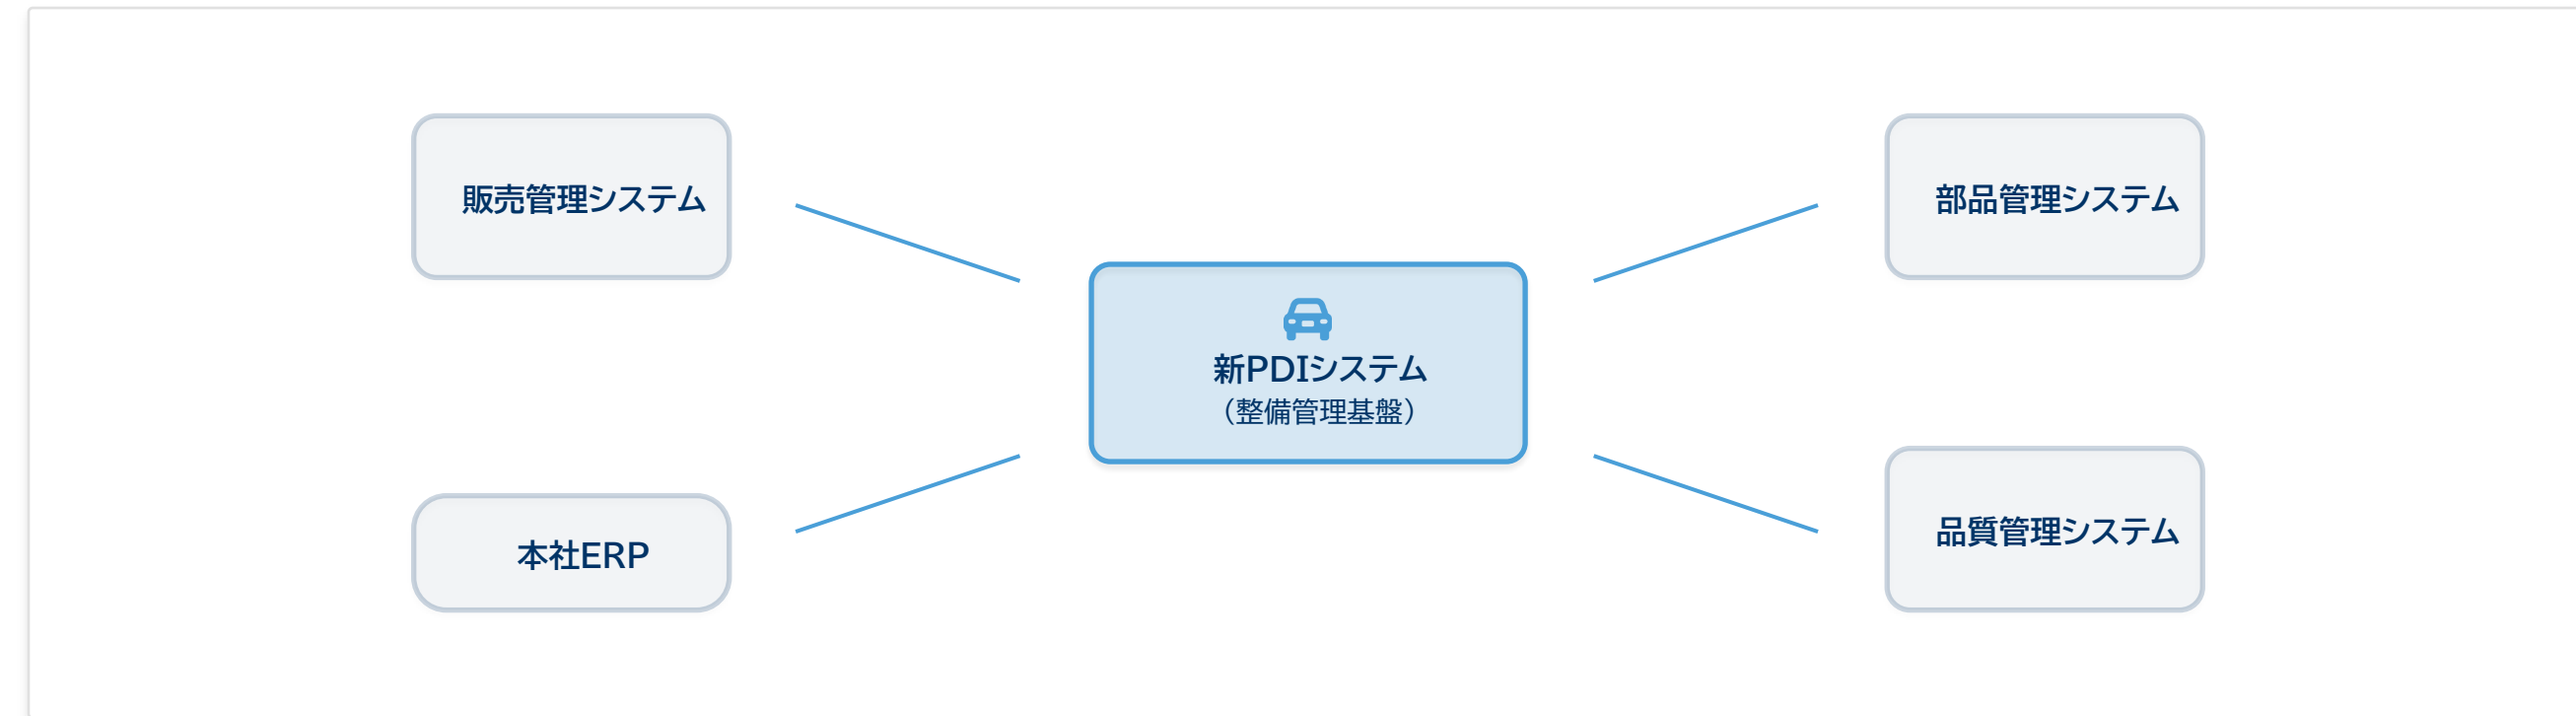 販売管理システム
部品管理システム
新PDIシステム
（整備管理基盤）
本社ERP
品質管理システム